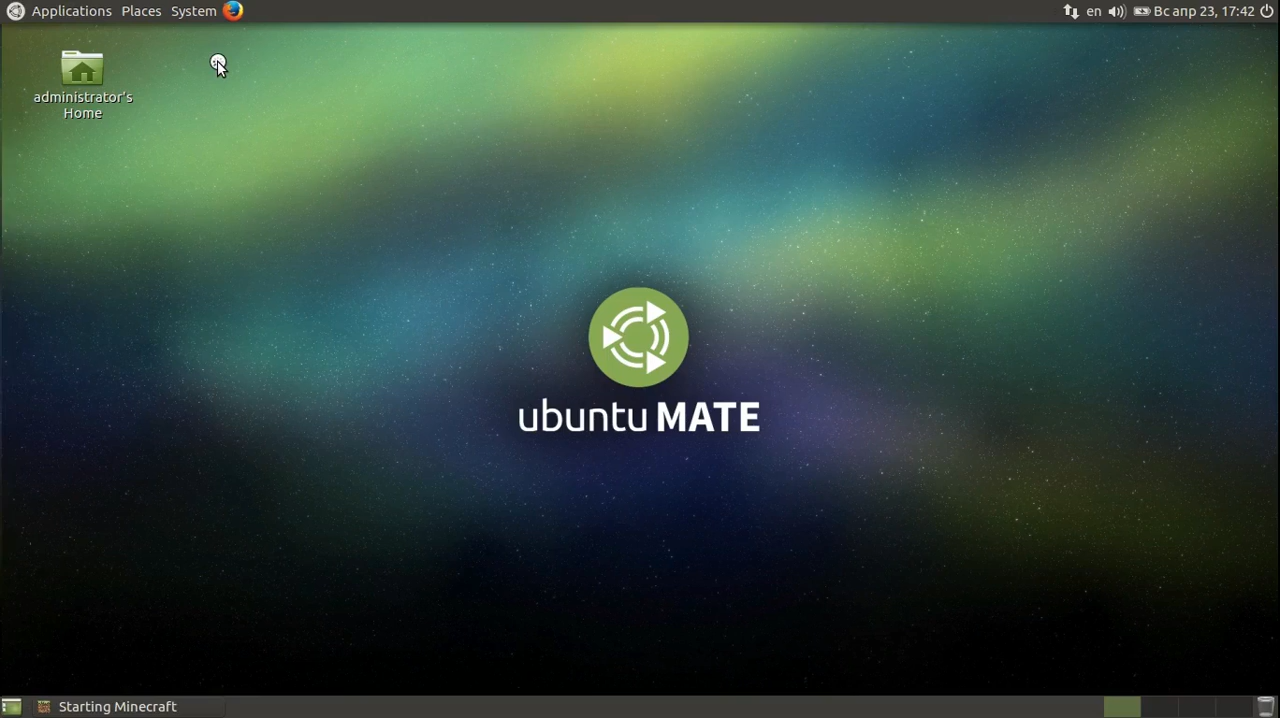 Applications Places System en Вс апр 23, 17:42
administrator's
Home
ubuntu MATE
Starting Minecraft